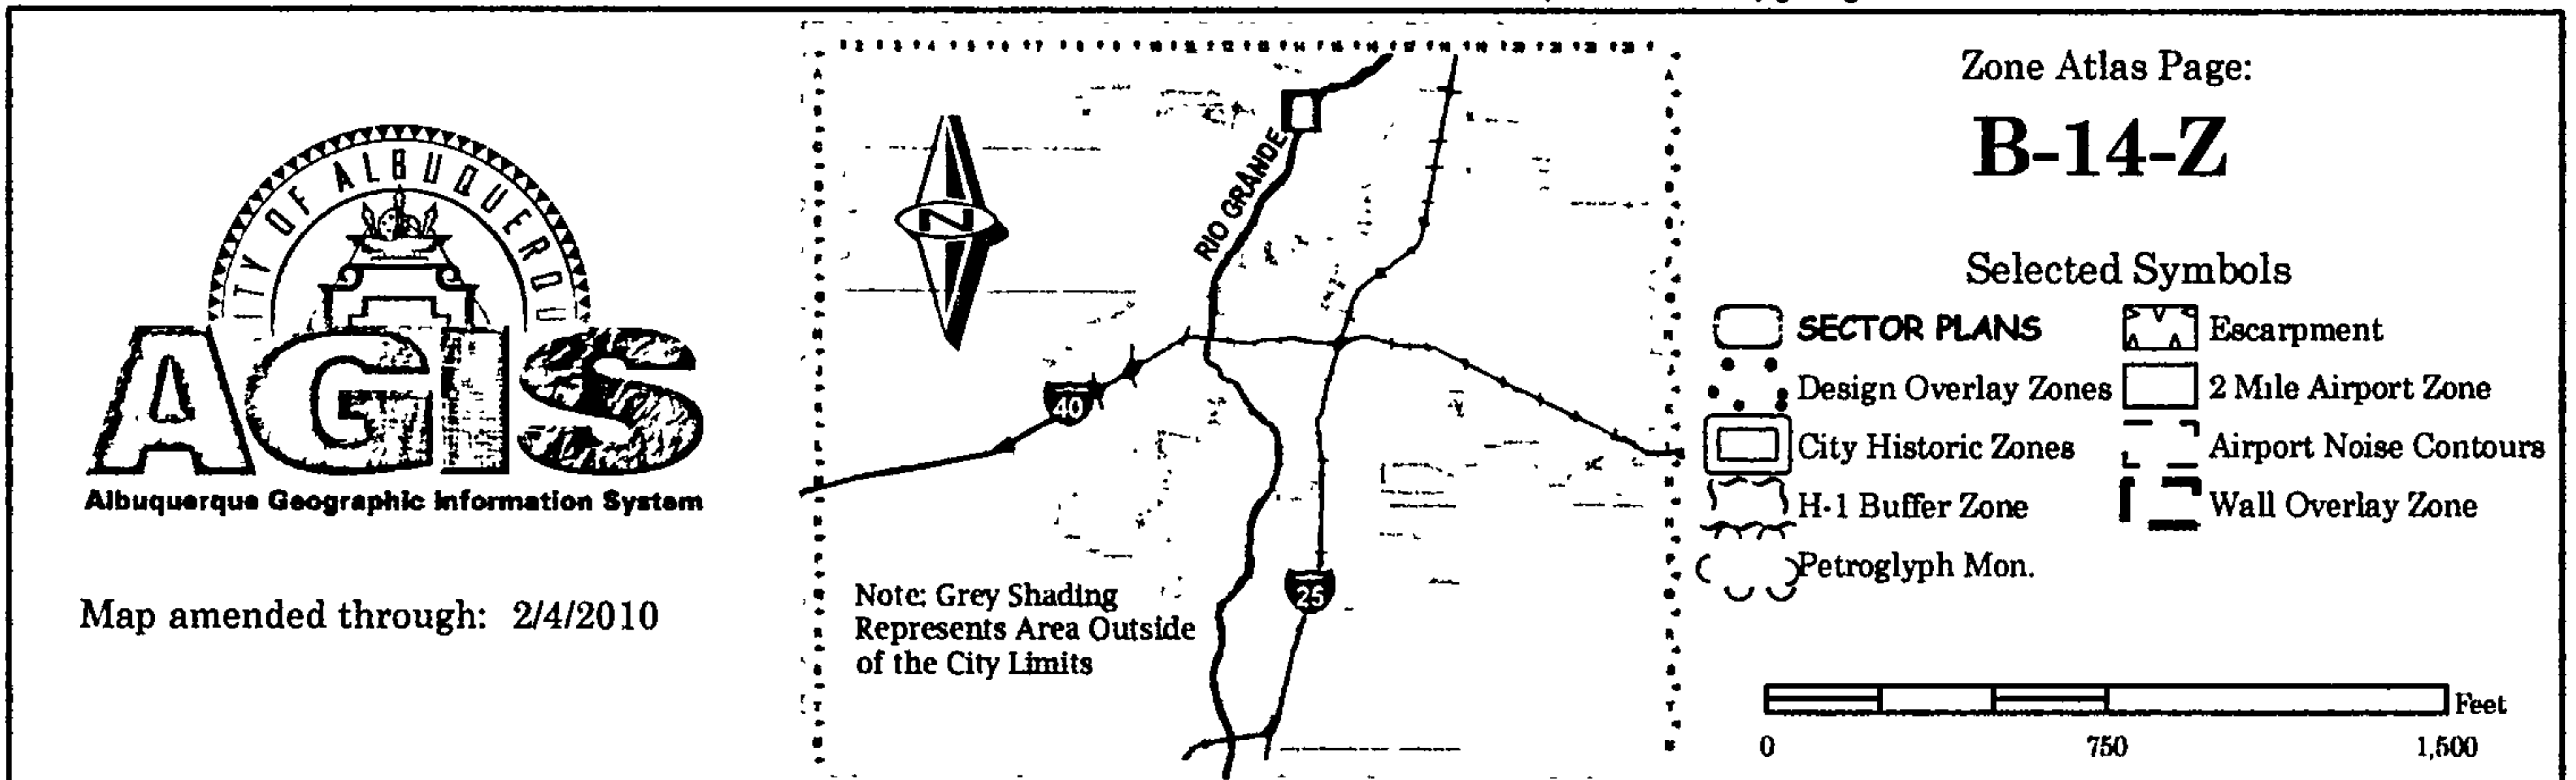 CITY OF ALBUQUERQU
AGIS
Albuquerque Geographic Information System
Map amended through: 2/4/2010
N
RIO GRANDE
40
25
Note: Grey Shading
Represents Area Outside
of the City Limits
Zone Atlas Page:
B-14-Z
Selected Symbols
SECTOR PLANS
Escarpment
Design Overlay Zones
2 Mile Airport Zone
City Historic Zones
Airport Noise Contours
H-1 Buffer Zone
Wall Overlay Zone
Petroglyph Mon.
Feet
0 750 1,500